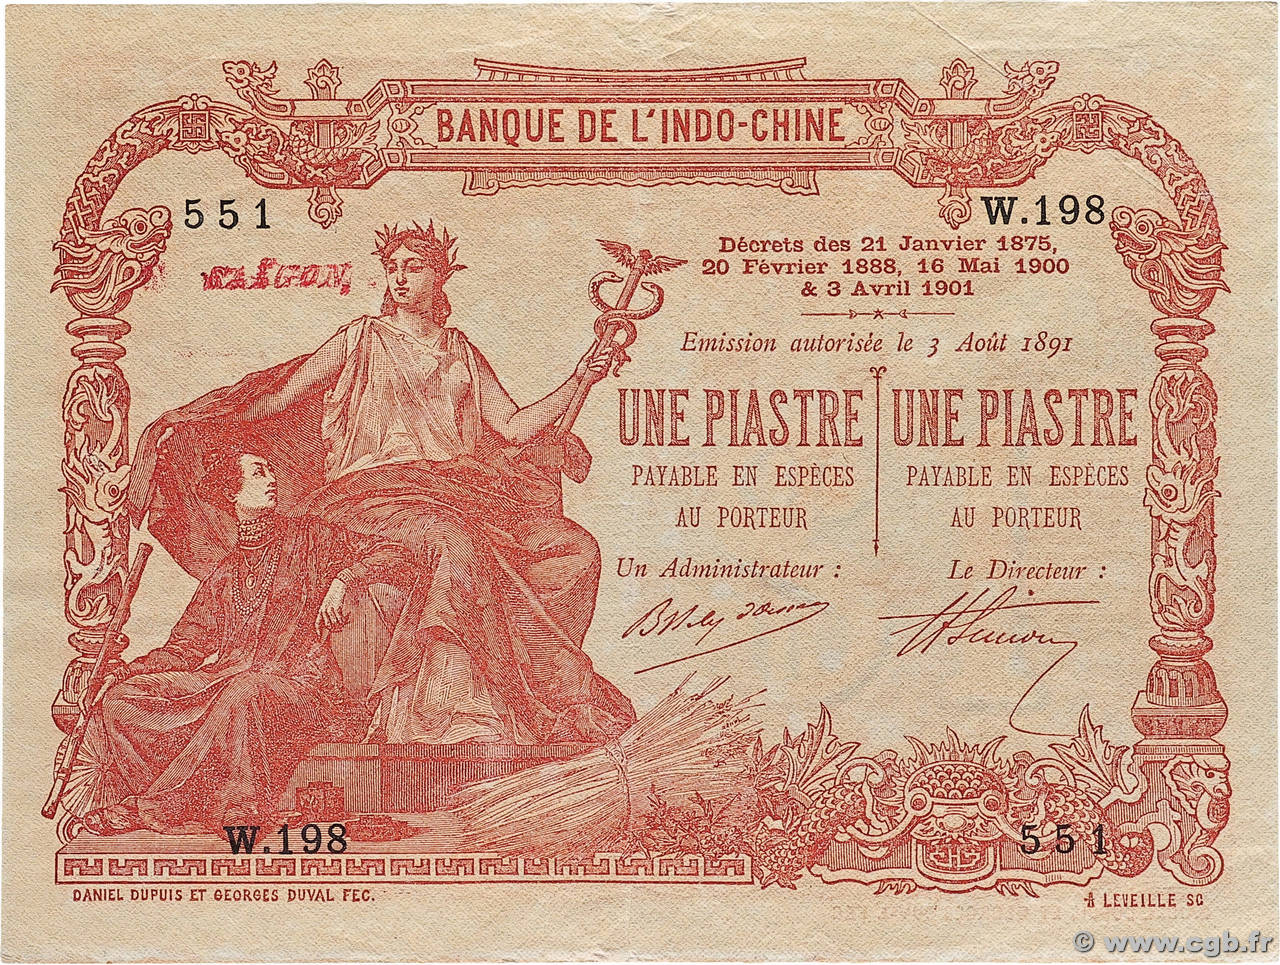 BANQUE DE L'INDO-CHINE
551
W.198
SAIGON
Décrets des 21 Janvier 1875,
20 Février 1888, 16 Mai 1900
& 3 Avril 1901
Emission autorisée le 3 Août 1891
UNE PIASTRE
PAYABLE EN ESPÈCES
AU PORTEUR
Un Administrateur :
UNE PIASTRE
PAYABLE EN ESPÈCES
AU PORTEUR
Le Directeur :
W.198
551
DANIEL DUPUIS ET GEORGES DUVAL FEC.
A LEVEILLE SC
© www.cgb.fr